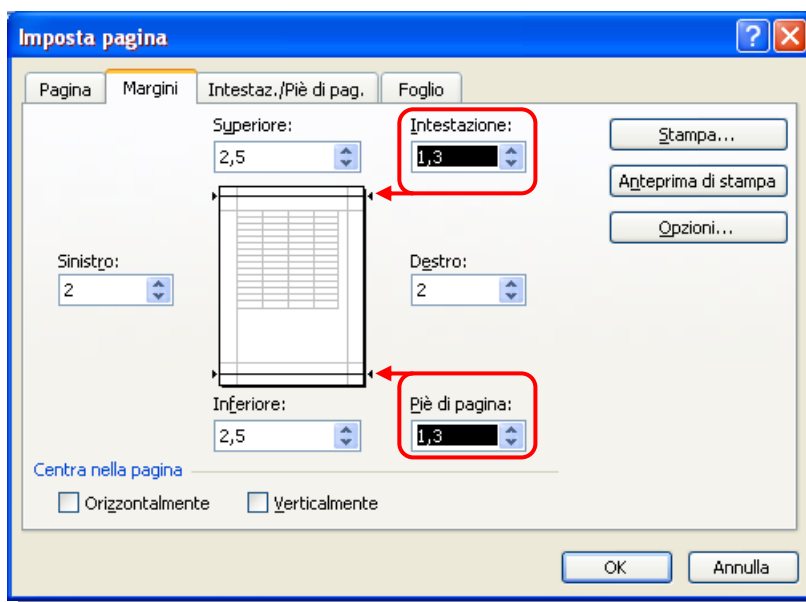 Imposta pagina
Pagina Margini Intestaz./Piè di pag. Foglio
Superiore: Intestazione:
2,5 1,3
Stampa...
Anteprima di stampa
Opzioni...
Sinistro: Destro:
2 2
Inferiore: Piè di pagina:
2,5 1,3
Centra nella pagina
Orizzontalmente Verticalmente
OK Annulla